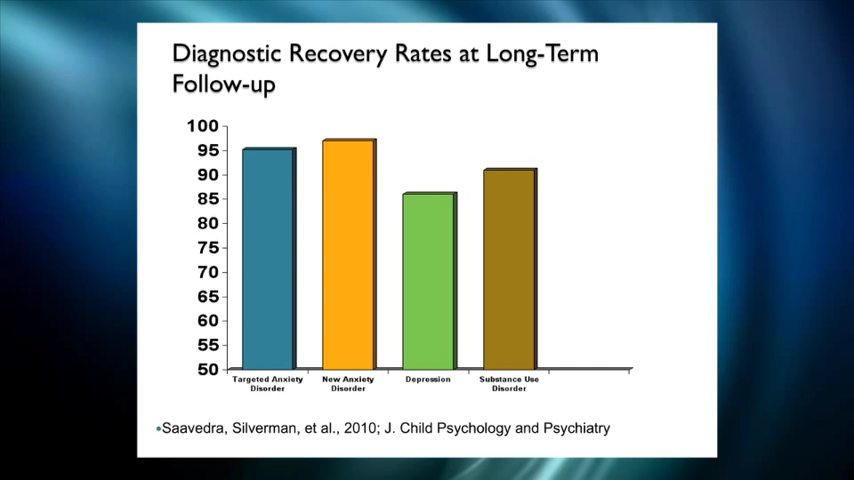 Diagnostic Recovery Rates at Long-Term
Follow-up
100
95
90
85
80
75
70
65
60
55
50
Targeted Anxiety
Disorder
New Anxiety
Disorder
Depression
Substance Use
Disorder
•Saavedra, Silverman, et al., 2010; J. Child Psychology and Psychiatry